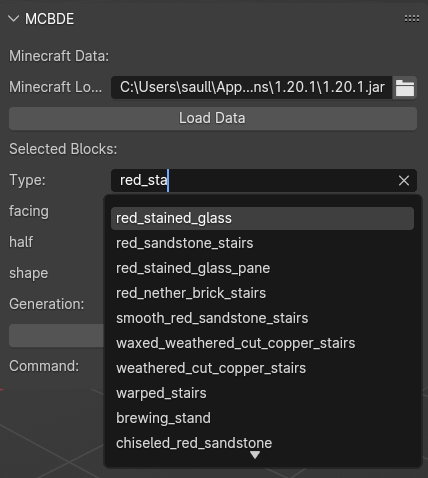 MCBDE
Minecraft Data:
Minecraft Lo... C:\Users\saull\App...ns\1.20.1\1.20.1.jar
Load Data
Selected Blocks:
Type: red_sta
facing
half
shape
Generation:
Command:
red_stained_glass
red_sandstone_stairs
red_stained_glass_pane
red_nether_brick_stairs
smooth_red_sandstone_stairs
waxed_weathered_cut_copper_stairs
weathered_cut_copper_stairs
warped_stairs
brewing_stand
chiseled_red_sandstone